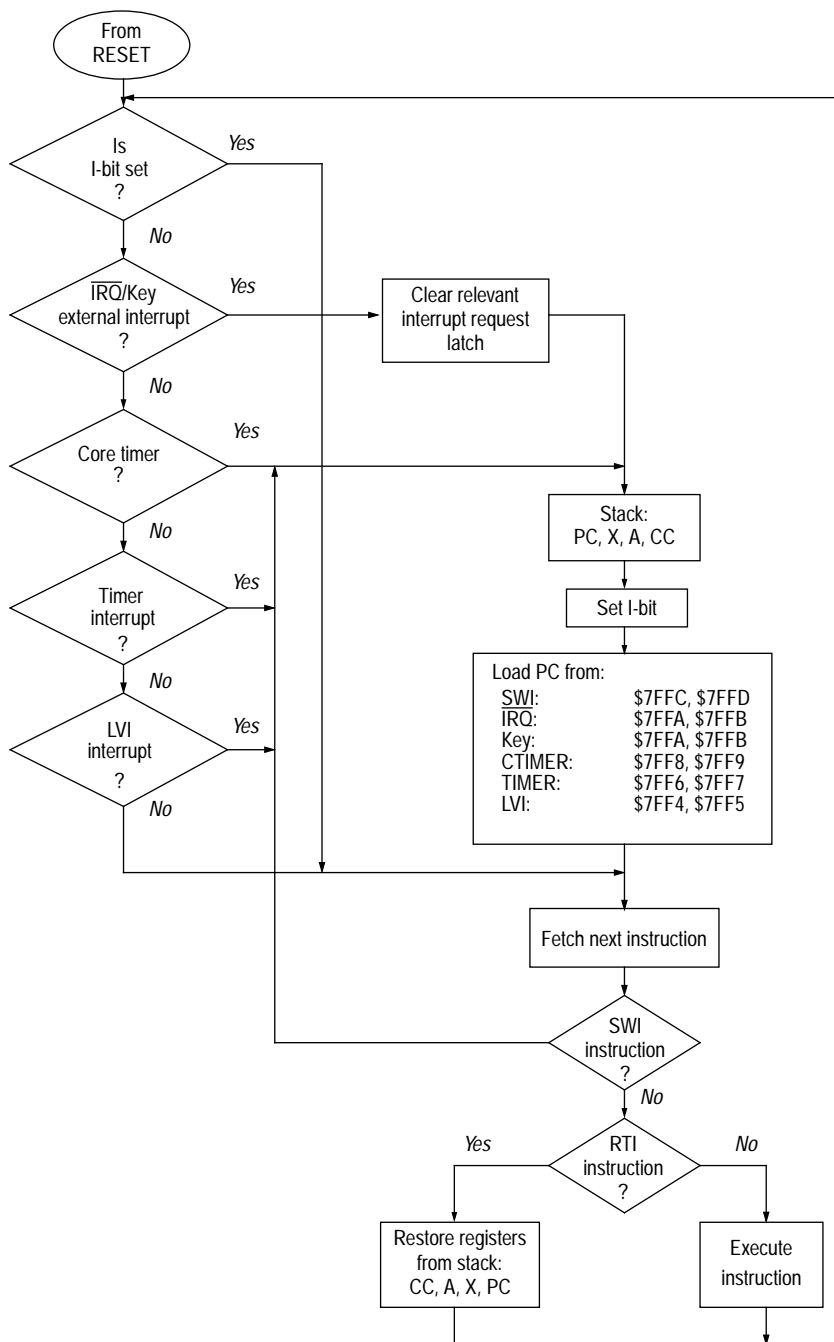 From
RESET
Is
I-bit set
?
Yes
No
IRQ/Key
external interrupt
?
Yes
No
Clear relevant
interrupt request
latch
Core timer
?
Yes
No
Stack:
PC, X, A, CC
Timer
interrupt
?
Yes
No
Set I-bit
Load PC from:
SWI: $7FFC, $7FFD
IRQ: $7FFA, $7FFB
Key: $7FFA, $7FFB
CTIMER: $7FF8, $7FF9
TIMER: $7FF6, $7FF7
LVI: $7FF4, $7FF5
LVI
interrupt
?
Yes
No
Fetch next instruction
SWI
instruction
?
No
RTI
instruction
?
Yes
No
Restore registers
from stack:
CC, A, X, PC
Execute
instruction